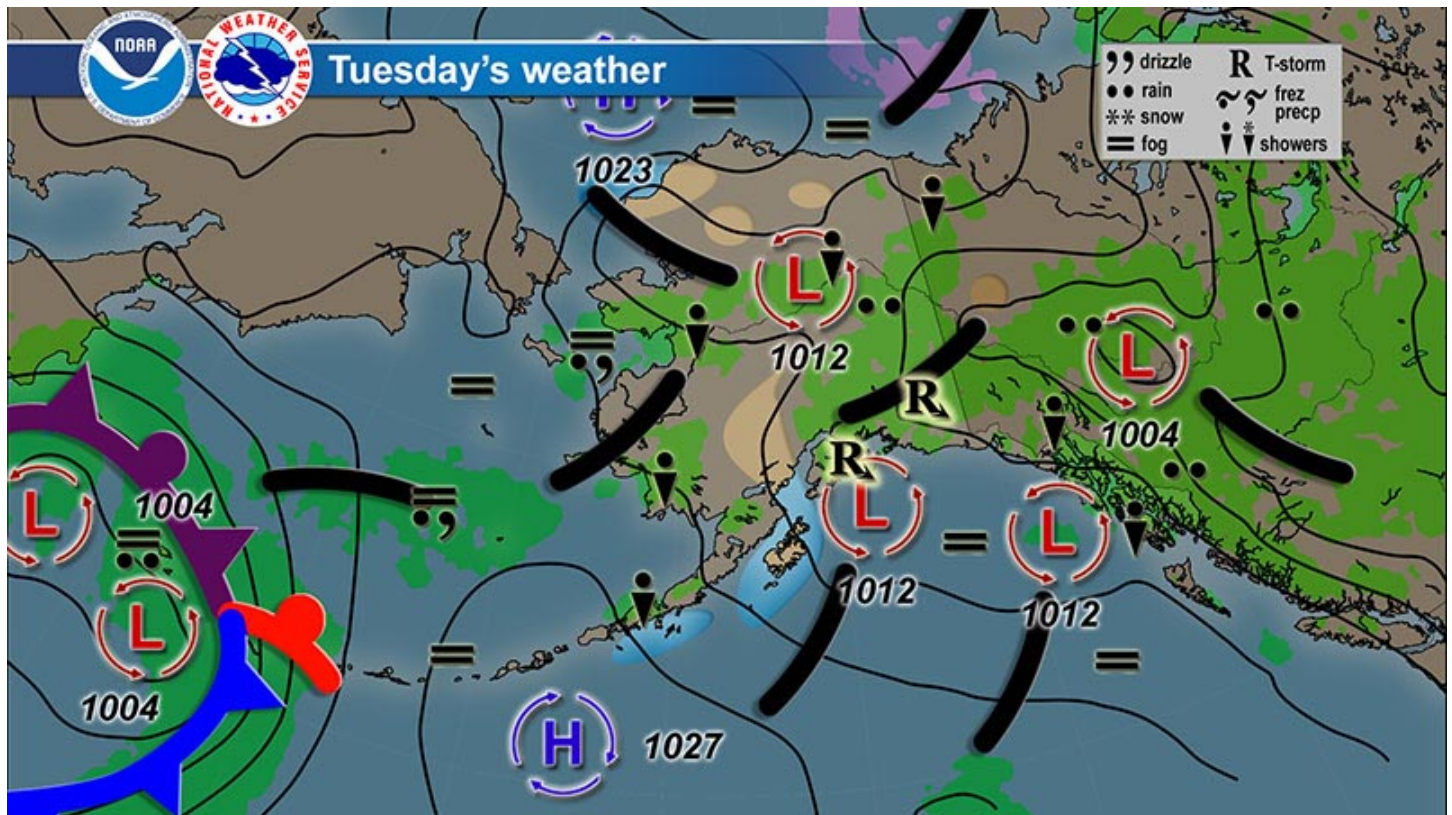 NOAA
NATIONAL WEATHER SERVICE
Tuesday's weather
drizzle
R T-storm
rain
frez
precp
snow
fog
showers
H
1023
L
1012
L
1004
R
R
L
1004
L
1012
L
1012
L
1004
H
1027